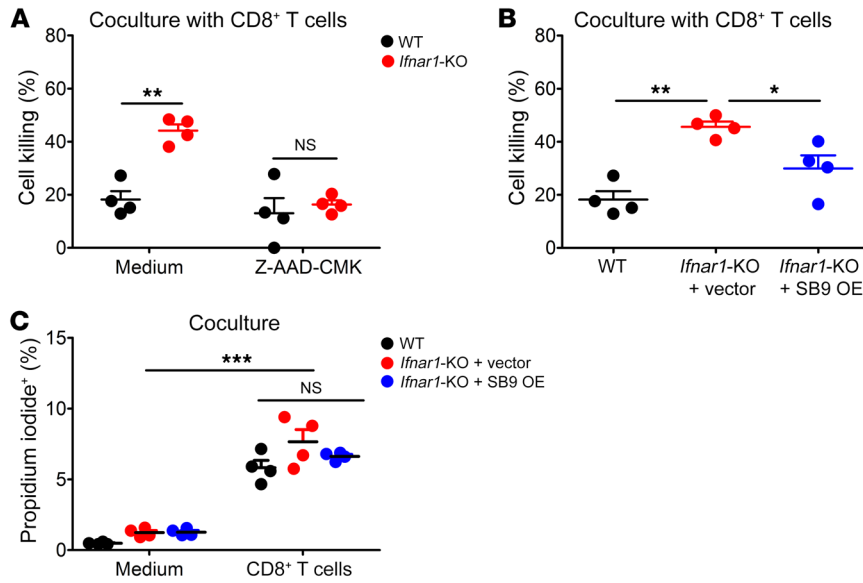 A
Coculture with CD8⁺ T cells
Cell killing (%)
80
60
40
20
0
**
NS
Medium
Z-AAD-CMK
WT
Ifnar1-KO
B
Coculture with CD8⁺ T cells
Cell killing (%)
80
60
40
20
0
**
*
WT
Ifnar1-KO
+ vector
Ifnar1-KO
+ SB9 OE
C
Coculture
Propidium iodide⁺ (%)
15
10
5
0
***
NS
Medium
CD8⁺ T cells
WT
Ifnar1-KO + vector
Ifnar1-KO + SB9 OE